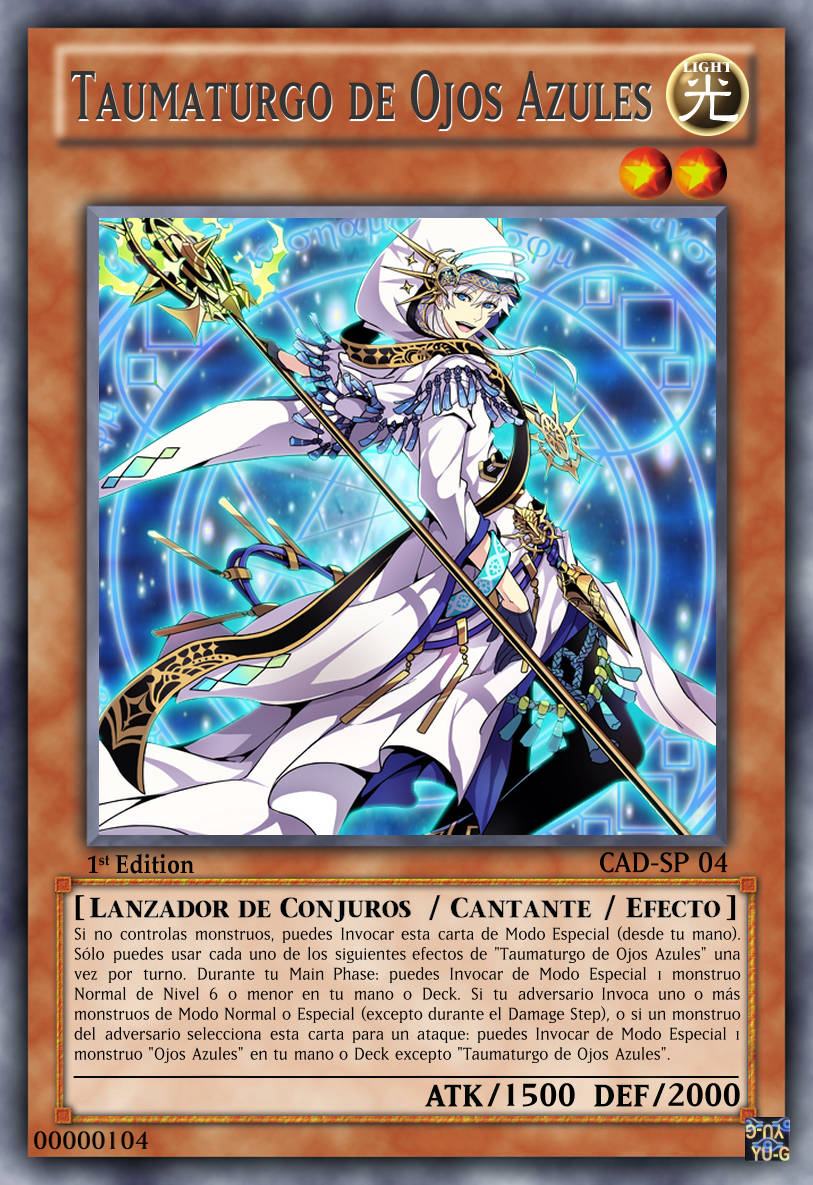 Taumaturgo de Ojos Azules
LIGHT
光
1st Edition
CAD-SP 04
[ Lanzador de Conjuros / Cantante / Efecto ]
Si no controlas monstruos, puedes Invocar esta carta de Modo Especial (desde tu mano).
Sólo puedes usar cada uno de los siguientes efectos de "Taumaturgo de Ojos Azules" una
vez por turno. Durante tu Main Phase: puedes Invocar de Modo Especial 1 monstruo
Normal de Nivel 6 o menor en tu mano o Deck. Si tu adversario Invoca uno o más
monstruos de Modo Normal o Especial (excepto durante el Damage Step), o si un monstruo
del adversario selecciona esta carta para un ataque: puedes Invocar de Modo Especial 1
monstruo "Ojos Azules" en tu mano o Deck excepto "Taumaturgo de Ojos Azules".
ATK/1500 DEF/2000
00000104
YU-G
YU-G